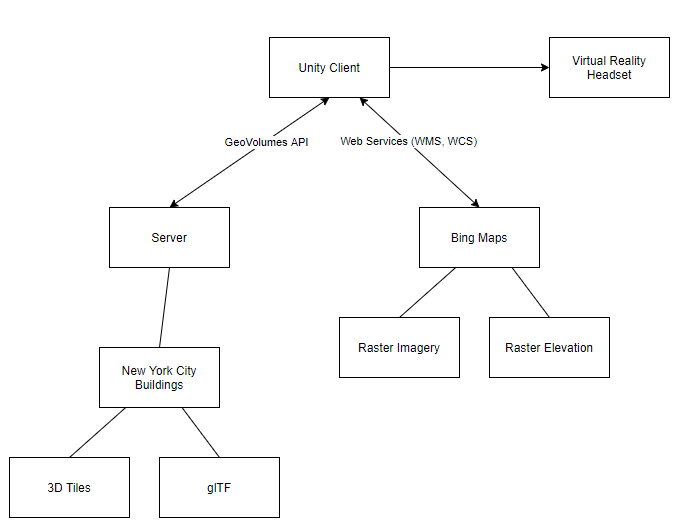 Unity Client
Virtual Reality
Headset
GeoVolumes API
Web Services (WMS, WCS)
Server
Bing Maps
Raster Imagery
Raster Elevation
New York City
Buildings
3D Tiles
glTF